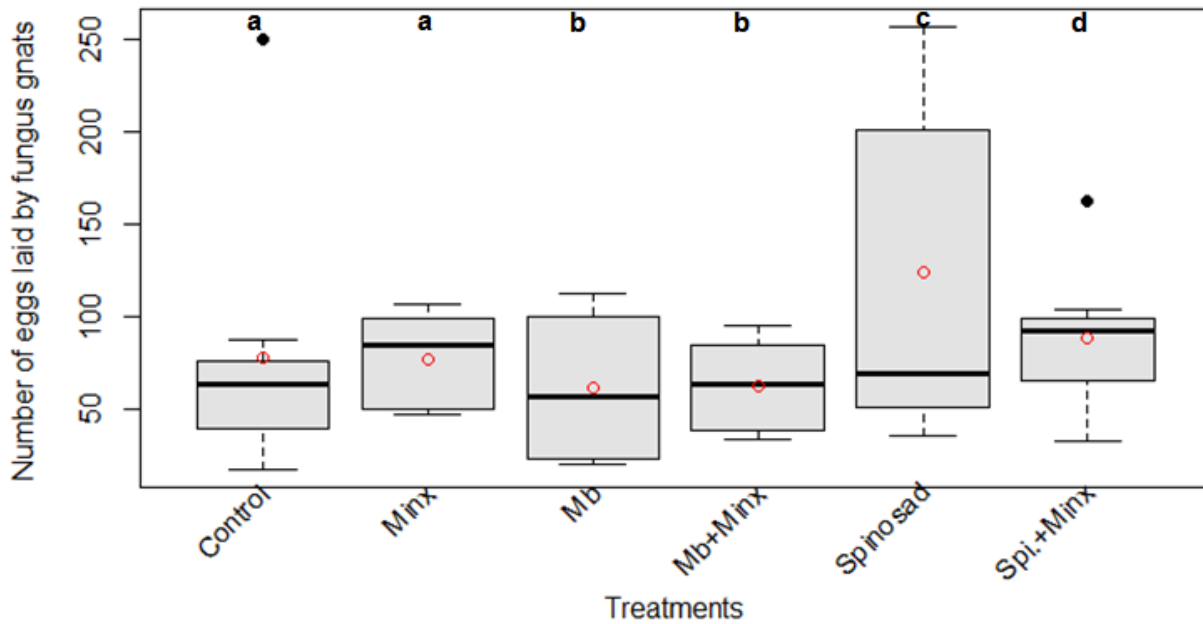 a a b b c d
Number of eggs laid by fungus gnats
250
200
150
100
50
Control Minx Mb Mb+Minx Spinosad Spi.+Minx
Treatments